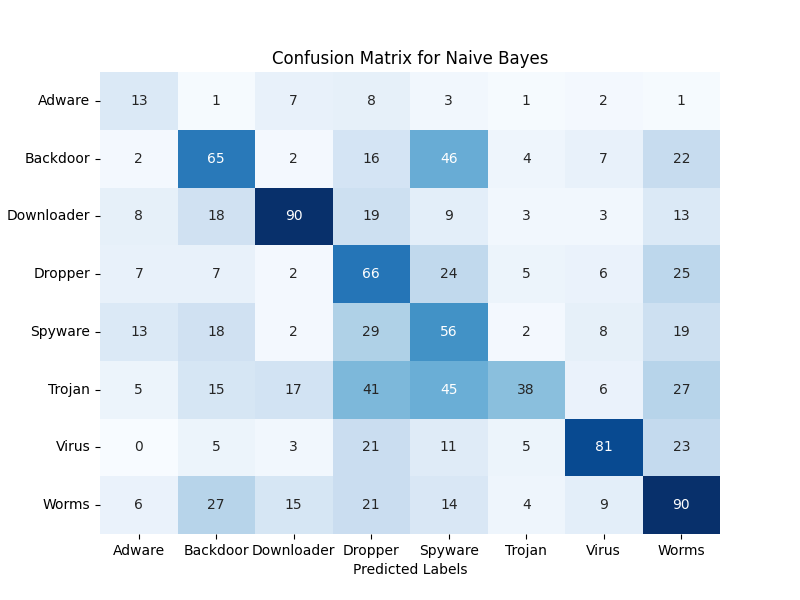 Confusion Matrix for Naive Bayes
Adware 13 1 7 8 3 1 2 1
Backdoor 2 65 2 16 46 4 7 22
Downloader 8 18 90 19 9 3 3 13
Dropper 7 7 2 66 24 5 6 25
Spyware 13 18 2 29 56 2 8 19
Trojan 5 15 17 41 45 38 6 27
Virus 0 5 3 21 11 5 81 23
Worms 6 27 15 21 14 4 9 90
Adware Backdoor Downloader Dropper Spyware Trojan Virus Worms
Predicted Labels